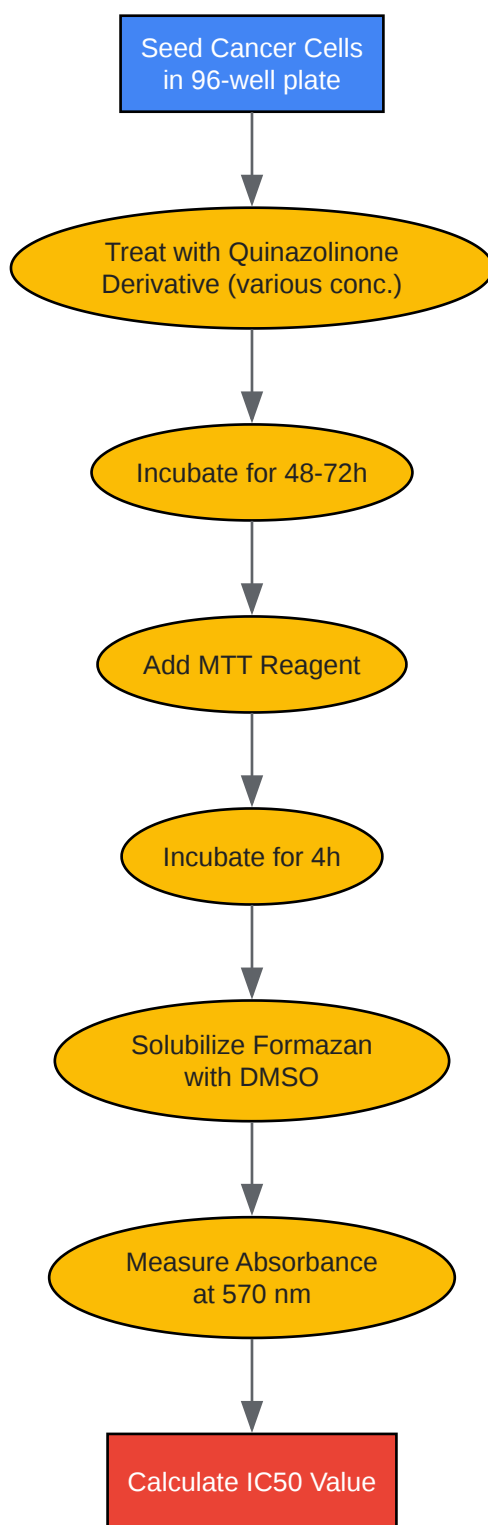 Seed Cancer Cells
in 96-well plate
Treat with Quinazolinone
Derivative (various conc.)
Incubate for 48-72h
Add MTT Reagent
Incubate for 4h
Solubilize Formazan
with DMSO
Measure Absorbance
at 570 nm
Calculate IC50 Value